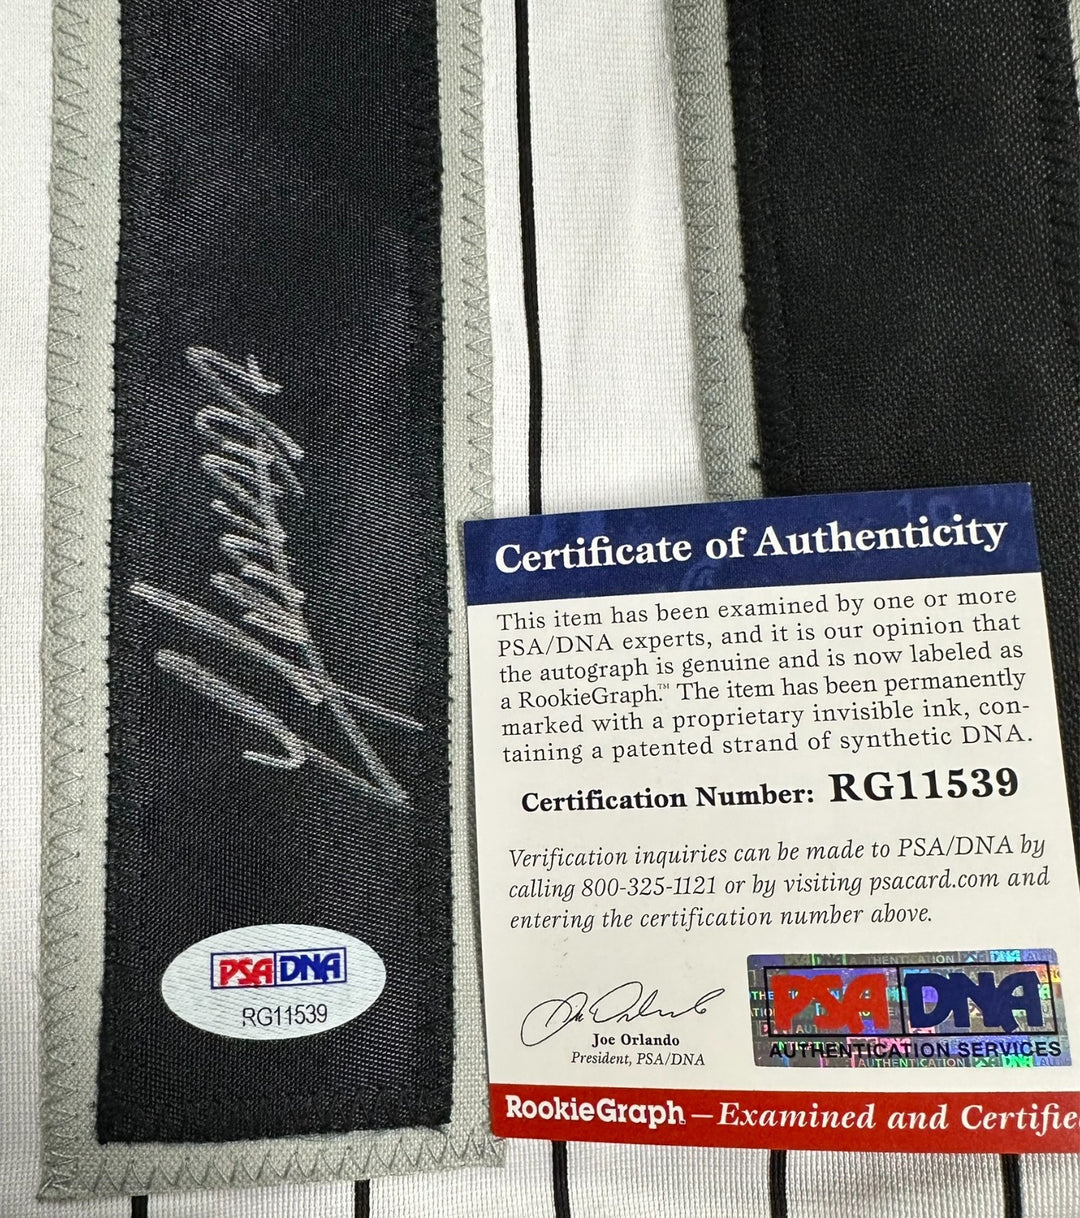 Certificate of Authenticity
This item has been examined by one or more
PSA/DNA experts, and it is our opinion that
the autograph is genuine and is now labeled as
a RookieGraph.™ The item has been permanently
marked with a proprietary invisible ink, con-
taining a patented strand of synthetic DNA.
Certification Number: RG11539
Verification inquiries can be made to PSA/DNA by
calling 800-325-1121 or by visiting psacard.com and
entering the certification number above.
Joe Orlando
President, PSA/DNA
PSA DNA
AUTHENTICATION SERVICES
RookieGraph – Examined and Certifie
PSA DNA
RG11539